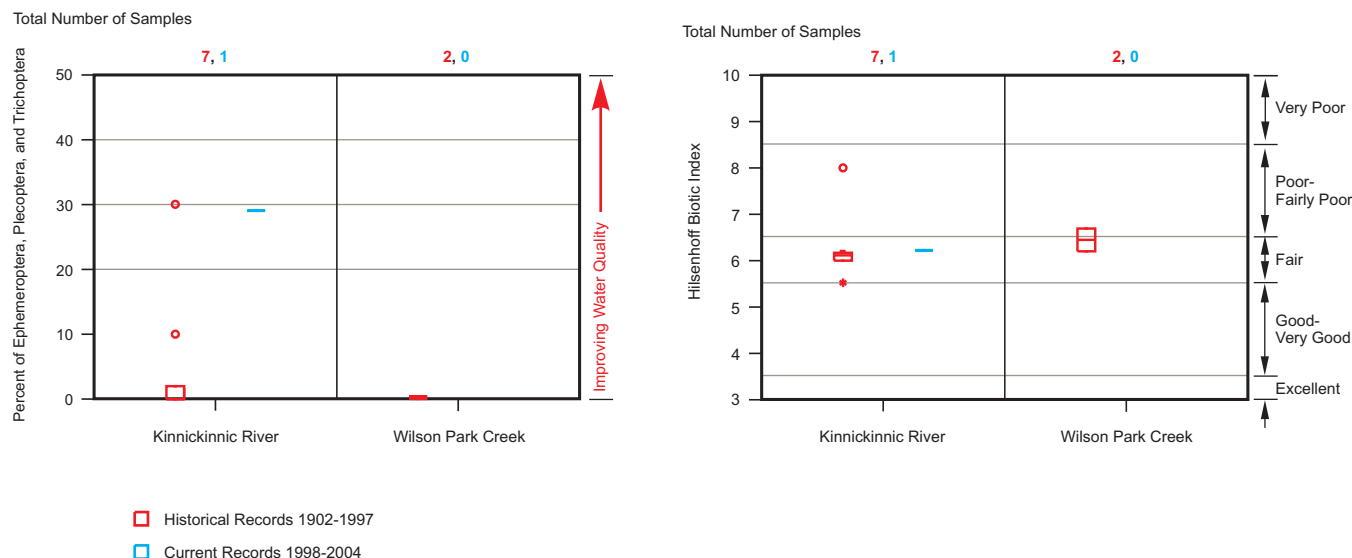 Total Number of Samples
7, 1
2, 0
Percent of Ephemeroptera, Plecoptera, and Trichoptera
50
40
30
20
10
0
Improving Water Quality
Kinnickinnic River
Wilson Park Creek
Total Number of Samples
7, 1
2, 0
Hilsenhoff Biotic Index
10
9
8
7
6
5
4
3
Very Poor
Poor-
Fairly Poor
Fair
Good-
Very Good
Excellent
Kinnickinnic River
Wilson Park Creek
Historical Records 1902-1997
Current Records 1998-2004